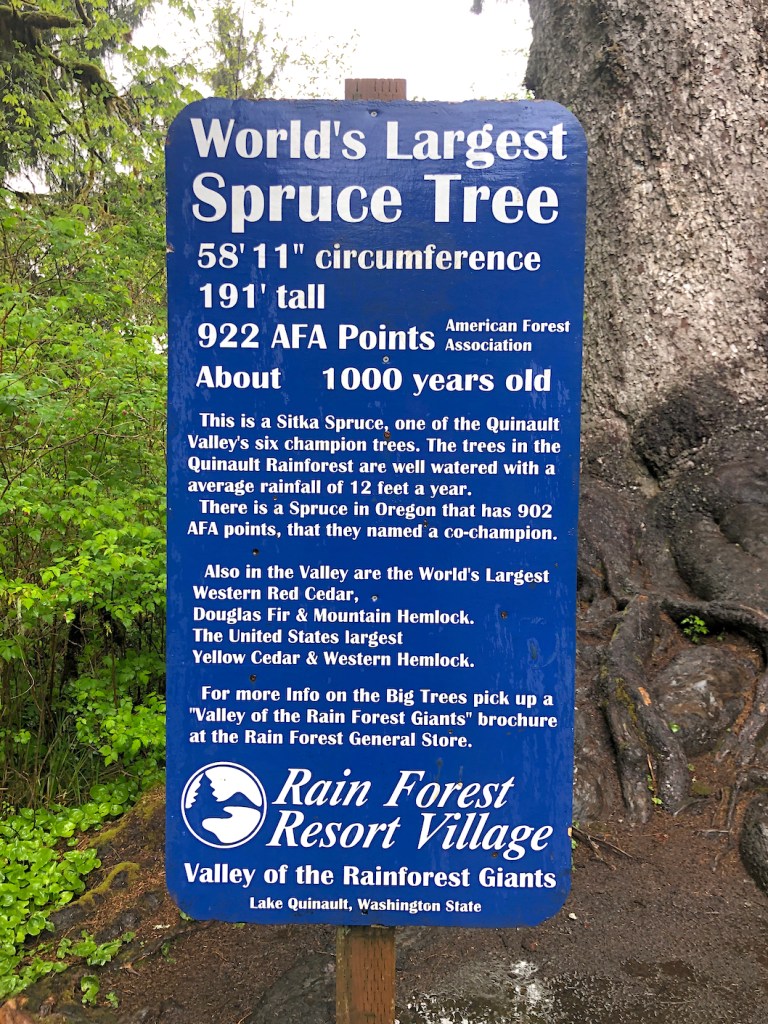 World's Largest
Spruce Tree
58' 11" circumference
191' tall
922 AFA Points American Forest
Association
About 1000 years old
This is a Sitka Spruce, one of the Quinault
Valley's six champion trees. The trees in the
Quinault Rainforest are well watered with a
average rainfall of 12 feet a year.
There is a Spruce in Oregon that has 902
AFA points, that they named a co-champion.
Also in the Valley are the World's Largest
Western Red Cedar,
Douglas Fir & Mountain Hemlock.
The United States largest
Yellow Cedar & Western Hemlock.
For more Info on the Big Trees pick up a
"Valley of the Rain Forest Giants" brochure
at the Rain Forest General Store.
Rain Forest
Resort Village
Valley of the Rainforest Giants
Lake Quinault, Washington State